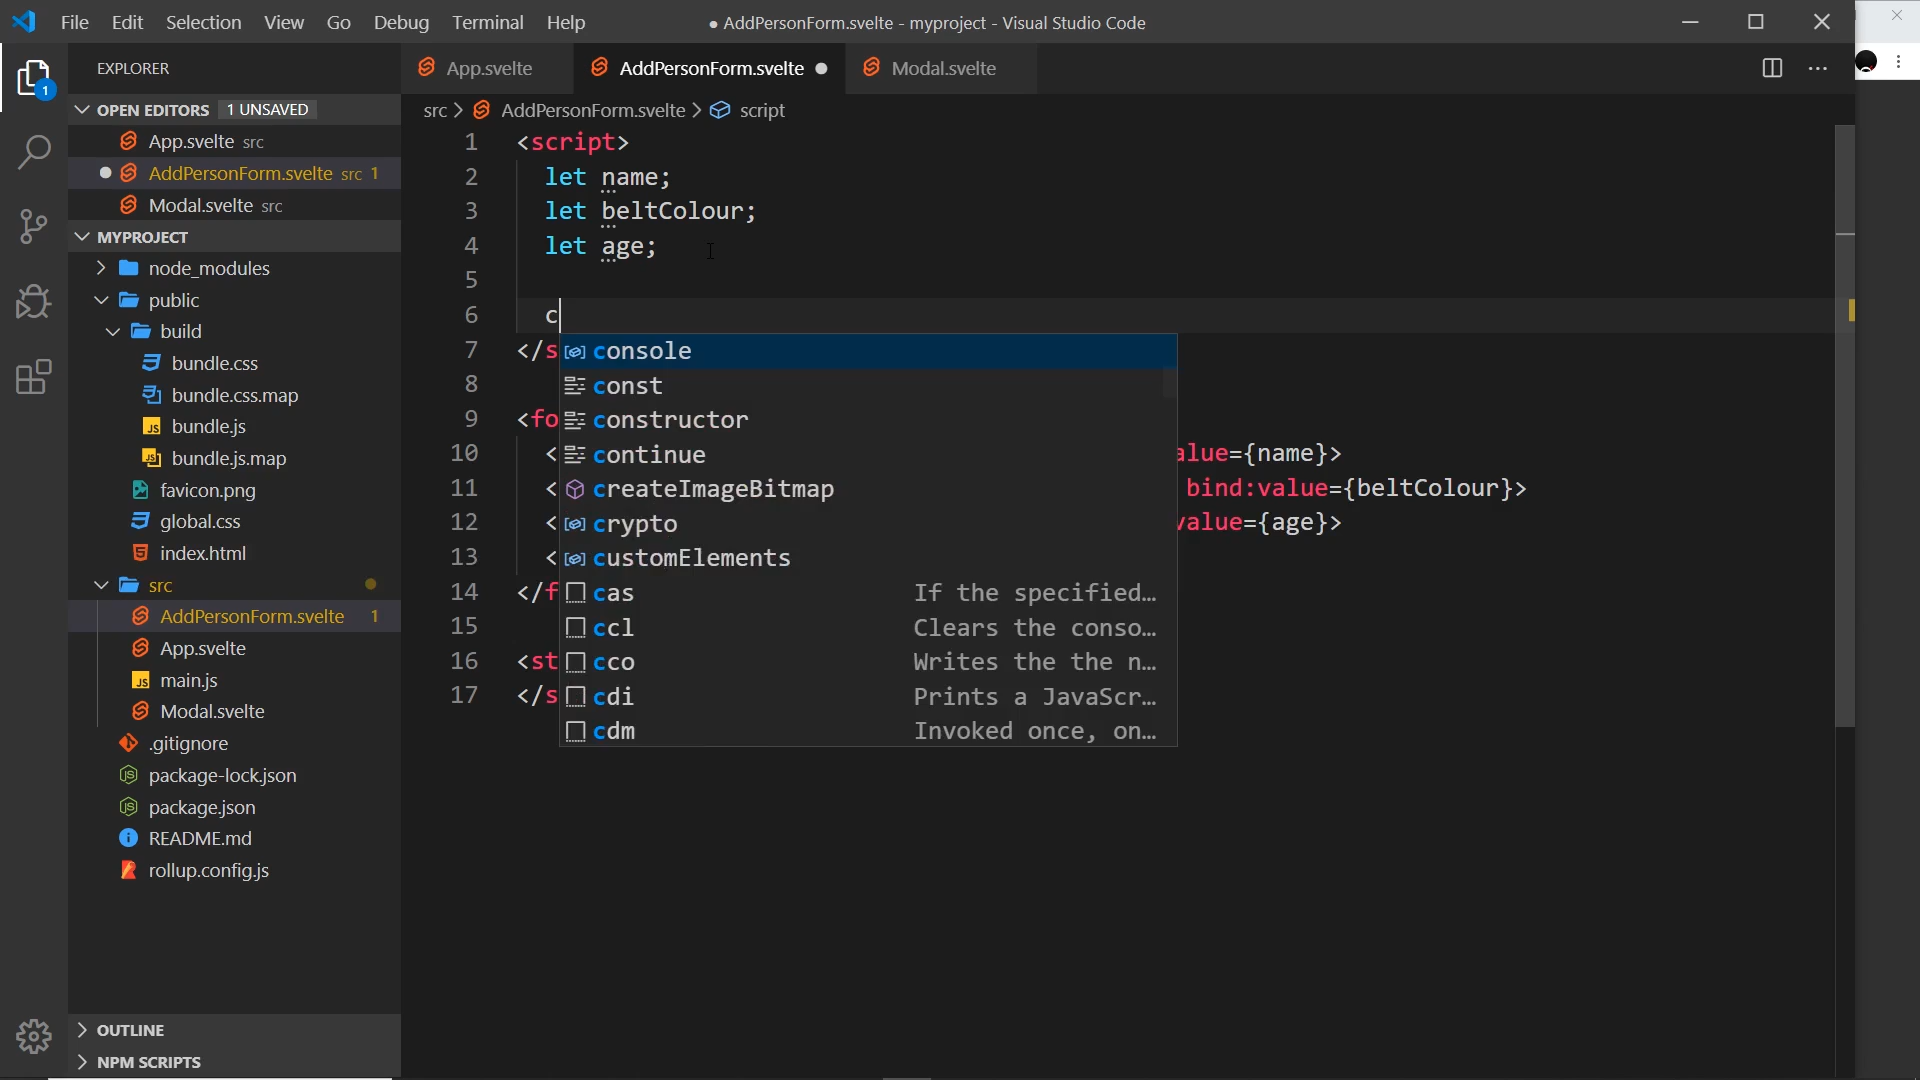 File Edit Selection View Go Debug Terminal Help
● AddPersonForm.svelte - myproject - Visual Studio Code
1
EXPLORER
OPEN EDITORS 1 UNSAVED
App.svelte src
AddPersonForm.svelte src 1
Modal.svelte src
MYPROJECT
node_modules
public
build
bundle.css
bundle.css.map
bundle.js
bundle.js.map
favicon.png
global.css
index.html
src
AddPersonForm.svelte 1
App.svelte
main.js
Modal.svelte
.gitignore
package-lock.json
package.json
README.md
rollup.config.js
OUTLINE
NPM SCRIPTS
App.svelte AddPersonForm.svelte Modal.svelte
src > AddPersonForm.svelte > script
1 <script>
2 let name;
3 let beltColour;
4 let age;
5
6 c
7 </s
8
9 <fo
10 < alue={name}>
11 < bind:value={beltColour}>
12 < value={age}>
13 <
14 </f
15
16 <st
17 </s
console
const
constructor
continue
createImageBitmap
crypto
customElements
cas If the specified…
ccl Clears the conso…
cco Writes the the n…
cdi Prints a JavaScr…
cdm Invoked once, on…